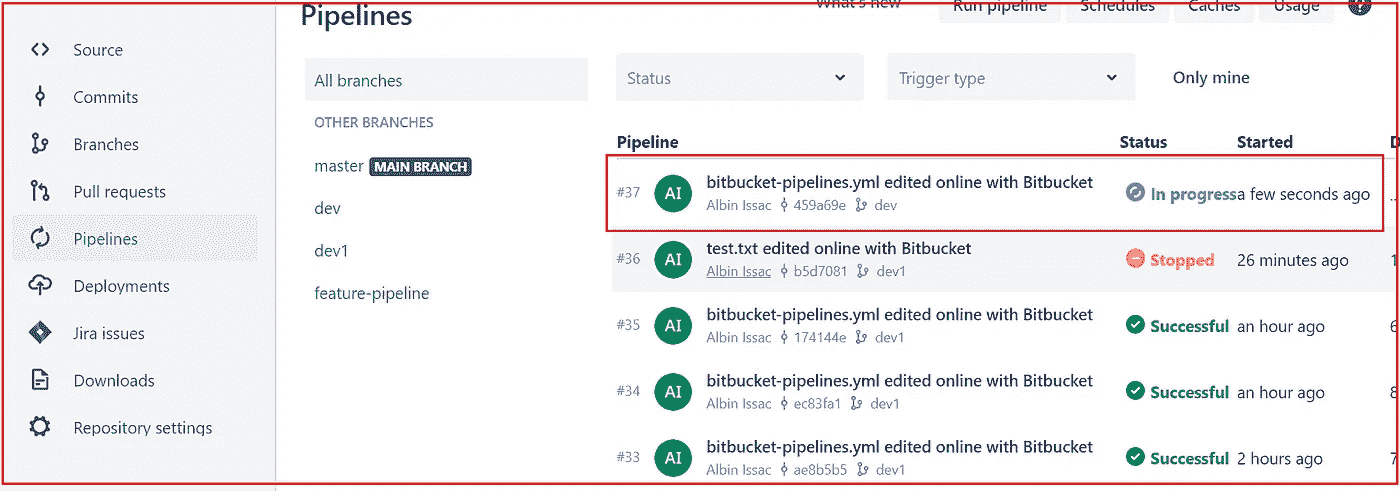 Pipelines
What's new
Run pipeline
Schedules
Caches
Usage
Source
Commits
Branches
Pull requests
Pipelines
Deployments
Jira issues
Downloads
Repository settings
All branches
OTHER BRANCHES
master MAIN BRANCH
dev
dev1
feature-pipeline
Status
Trigger type
Only mine
Pipeline Status Started
#37 AI bitbucket-pipelines.yml edited online with Bitbucket In progress a few seconds ago
Albin Issac 459a69e dev
#36 AI test.txt edited online with Bitbucket Stopped 26 minutes ago
Albin Issac b5d7081 dev1
#35 AI bitbucket-pipelines.yml edited online with Bitbucket Successful an hour ago
Albin Issac 174144e dev1
#34 AI bitbucket-pipelines.yml edited online with Bitbucket Successful an hour ago
Albin Issac ec83fa1 dev1
#33 AI bitbucket-pipelines.yml edited online with Bitbucket Successful 2 hours ago
Albin Issac ae8b5b5 dev1